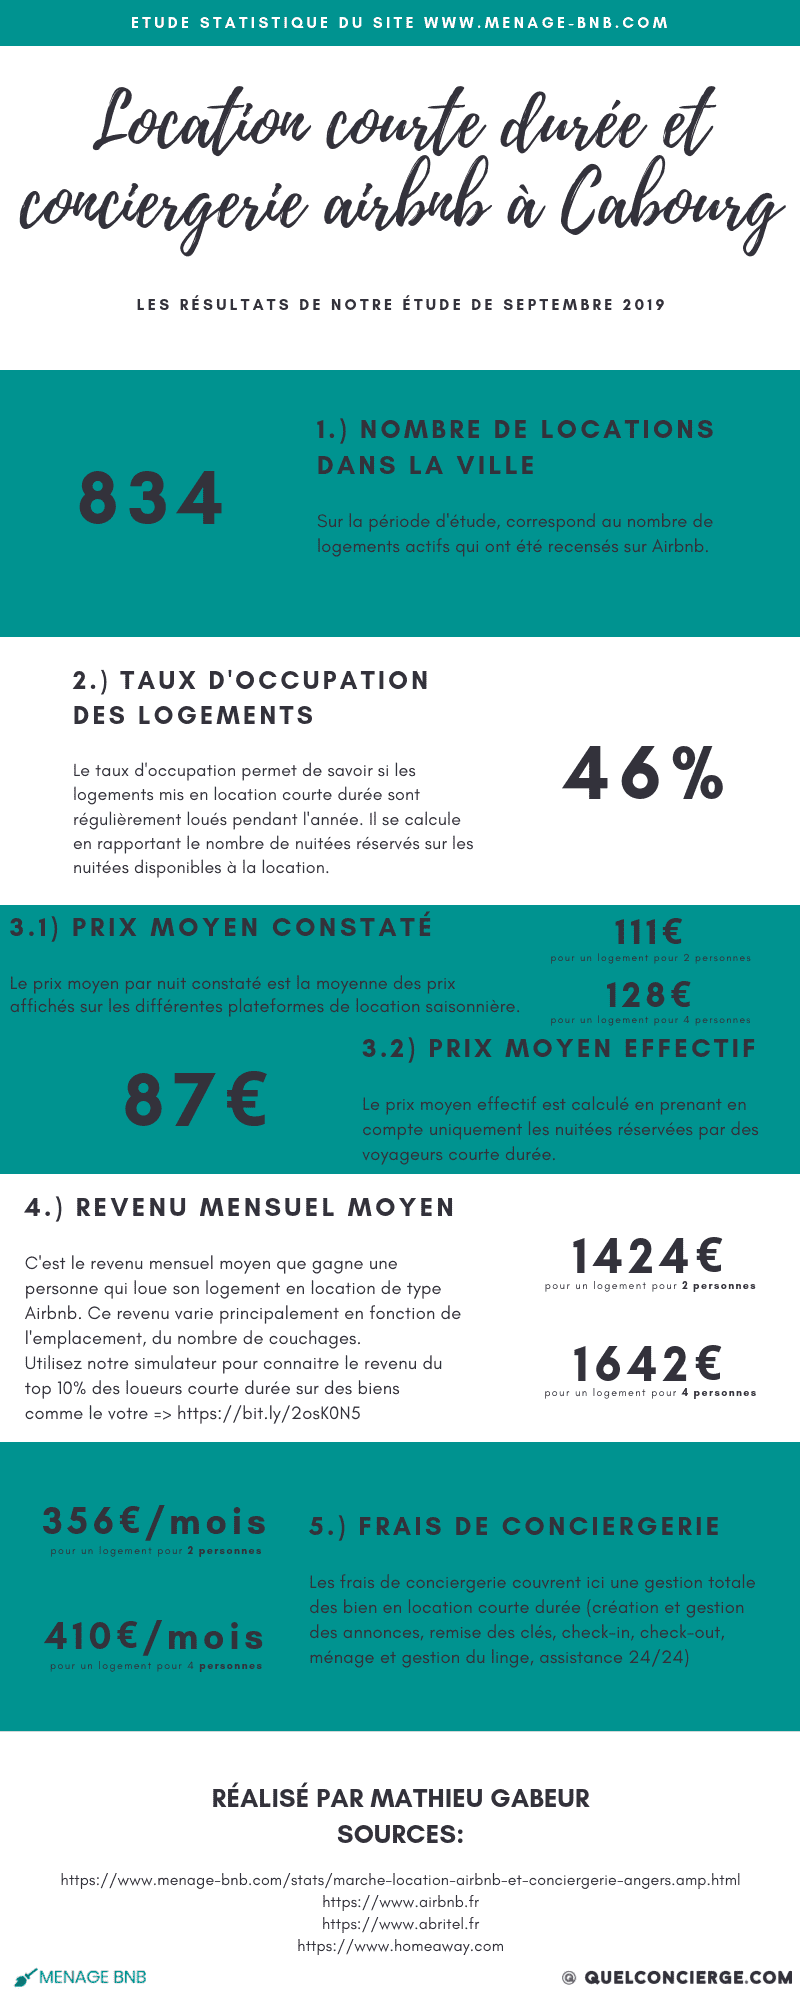 ETUDE STATISTIQUE DU SITE WWW.MENAGE-BNB.COM
Location courte durée et
conciergerie airbnb à Cabourg
LES RÉSULTATS DE NOTRE ÉTUDE DE SEPTEMBRE 2019
834
1.) NOMBRE DE LOCATIONS
DANS LA VILLE
Sur la période d'étude, correspond au nombre de
logements actifs qui ont été recensés sur Airbnb.
2.) TAUX D'OCCUPATION
DES LOGEMENTS
Le taux d'occupation permet de savoir si les
logements mis en location courte durée sont
régulièrement loués pendant l'année. Il se calcule
en rapportant le nombre de nuitées réservés sur les
nuitées disponibles à la location.
46%
3.1) PRIX MOYEN CONSTATÉ
Le prix moyen par nuit constaté est la moyenne des prix
affichés sur les différentes plateformes de location saisonnière.
111€
pour un logement pour 2 personnes
128€
pour un logement pour 4 personnes
87€
3.2) PRIX MOYEN EFFECTIF
Le prix moyen effectif est calculé en prenant en
compte uniquement les nuitées réservées par des
voyageurs courte durée.
4.) REVENU MENSUEL MOYEN
C'est le revenu mensuel moyen que gagne une
personne qui loue son logement en location de type
Airbnb. Ce revenu varie principalement en fonction de
l'emplacement, du nombre de couchages.
Utilisez notre simulateur pour connaitre le revenu du
top 10% des loueurs courte durée sur des biens
comme le votre => https://bit.ly/2osK0N5
1424€
pour un logement pour 2 personnes
1642€
pour un logement pour 4 personnes
356€/mois
pour un logement pour 2 personnes
410€/mois
pour un logement pour 4 personnes
5.) FRAIS DE CONCIERGERIE
Les frais de conciergerie couvrent ici une gestion totale
des bien en location courte durée (création et gestion
des annonces, remise des clés, check-in, check-out,
ménage et gestion du linge, assistance 24/24)
RÉALISÉ PAR MATHIEU GABEUR
SOURCES:
https://www.menage-bnb.com/stats/marche-location-airbnb-et-conciergerie-angers.amp.html
https://www.airbnb.fr
https://www.abritel.fr
https://www.homeaway.com
MENAGE BNB
@ QUELCONCIERGE.COM